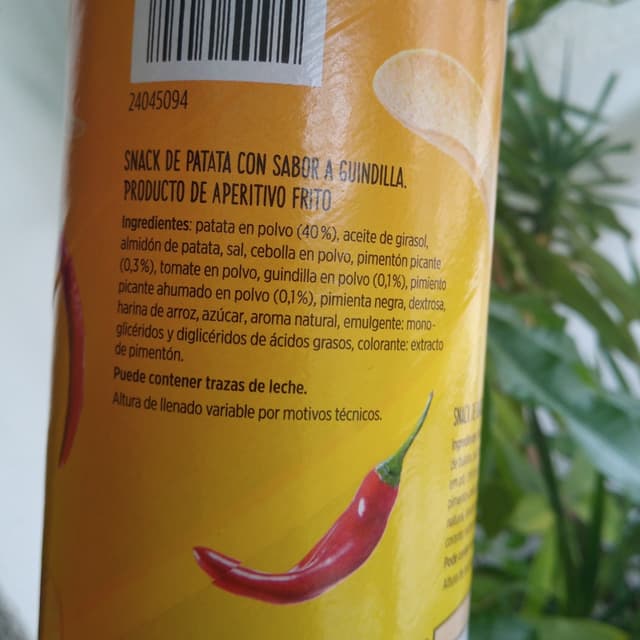 24045094
SNACK DE PATATA CON SABOR A GUINDILLA.
PRODUCTO DE APERITIVO FRITO
Ingredientes: patata en polvo (40%), aceite de girasol,
almidón de patata, sal, cebolla en polvo, pimentón picante
(0,3%), tomate en polvo, guindilla en polvo (0,1%), pimiento
picante ahumado en polvo (0,1%), pimienta negra, dextrosa,
harina de arroz, azúcar, aroma natural, emulgente: mono-
glicéridos y diglicéridos de ácidos grasos, colorante: extracto
de pimentón.
Puede contener trazas de leche.
Altura de llenado variable por motivos técnicos.